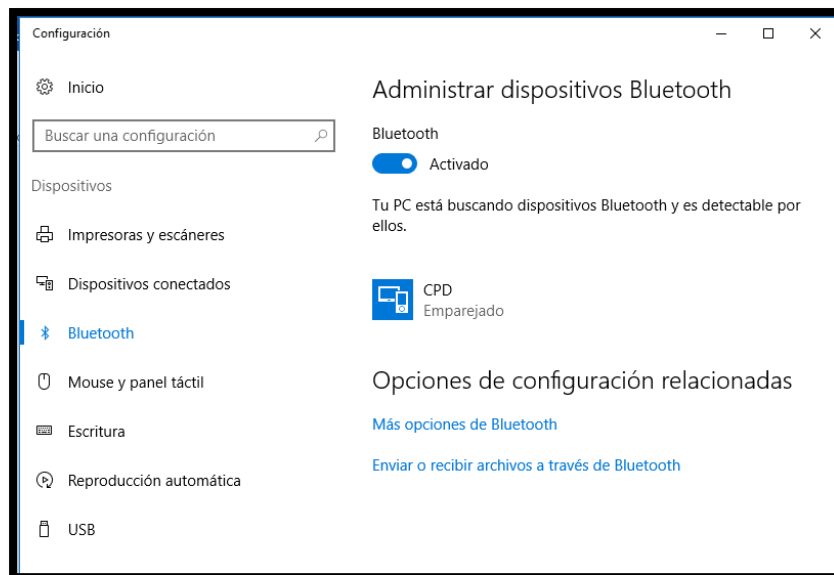 Configuración
Inicio
Buscar una configuración
Dispositivos
Impresoras y escáneres
Dispositivos conectados
Bluetooth
Mouse y panel táctil
Escritura
Reproducción automática
USB
Administrar dispositivos Bluetooth
Bluetooth
Activado
Tu PC está buscando dispositivos Bluetooth y es detectable por
ellos.
CPD
Emparejado
Opciones de configuración relacionadas
Más opciones de Bluetooth
Enviar o recibir archivos a través de Bluetooth